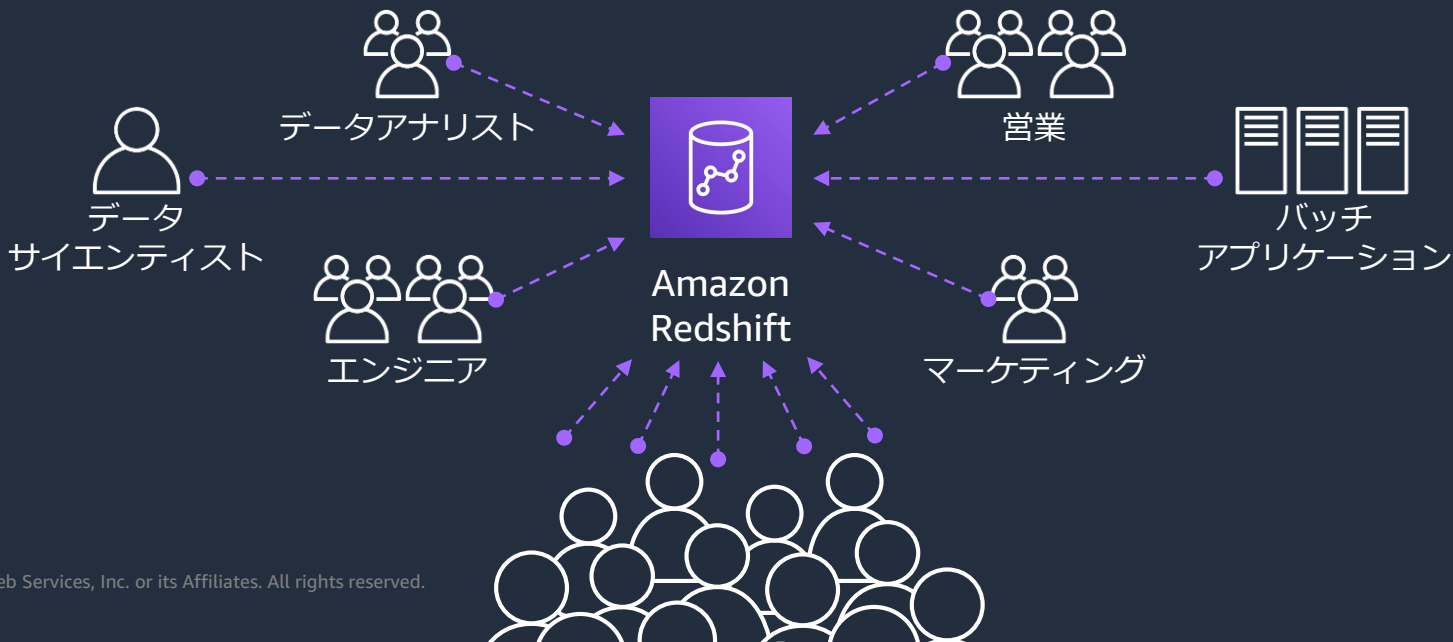 データアナリスト
営業
データ
サイエンティスト
バッチ
アプリケーション
Amazon
Redshift
エンジニア
マーケティング
Services, Inc. or its Affiliates. All rights reserved.